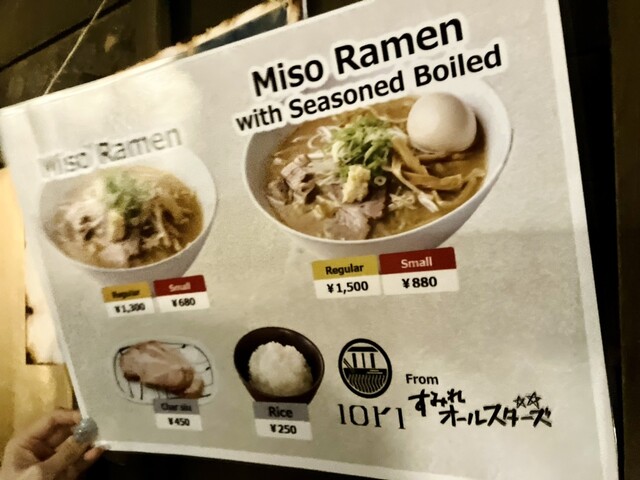 Miso Ramen
with Seasoned Boiled
Miso Ramen
Regular Small
¥1,500 ¥880
Regular Small
¥1,300 ¥680
Char siu
¥450
Rice
¥250
From
IORI
すみれ
オールスターズ